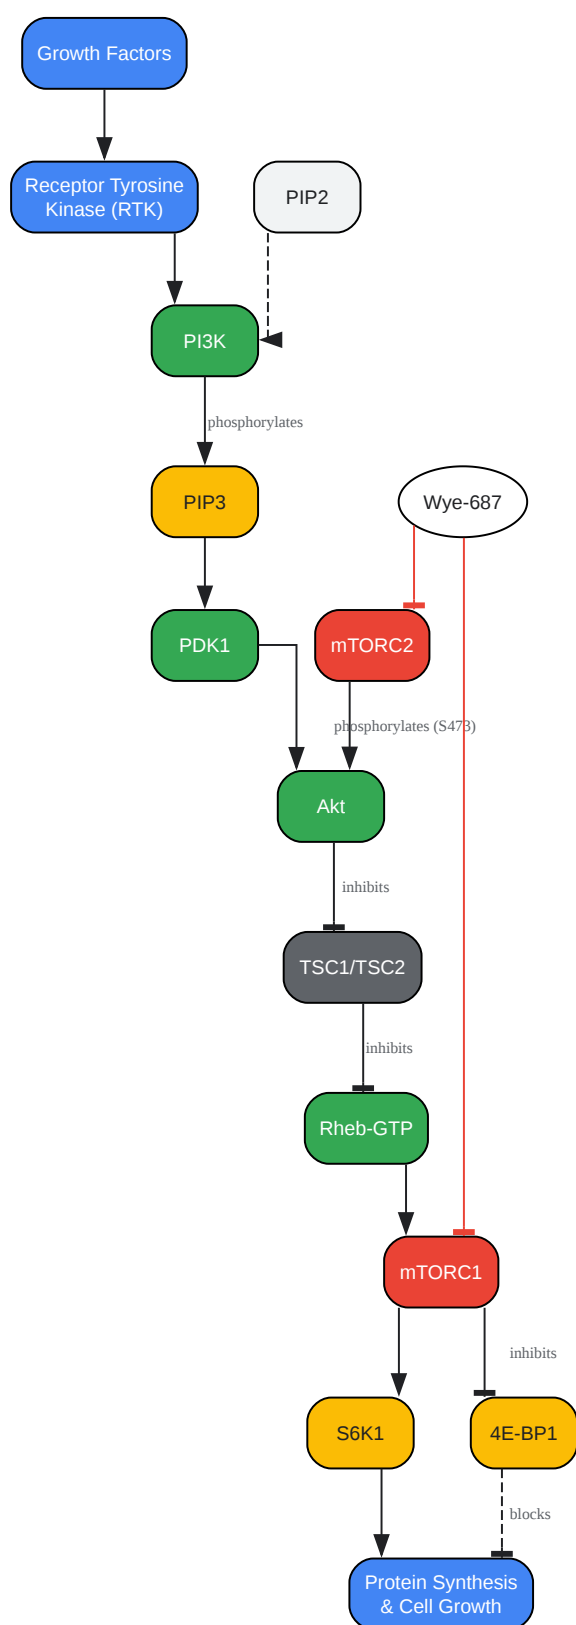 Growth Factors
Receptor Tyrosine
Kinase (RTK)
PIP2
PI3K
phosphorylates
PIP3
Wye-687
PDK1
mTORC2
phosphorylates (S473)
Akt
inhibits
TSC1/TSC2
inhibits
Rheb-GTP
mTORC1
inhibits
S6K1
4E-BP1
blocks
Protein Synthesis
& Cell Growth